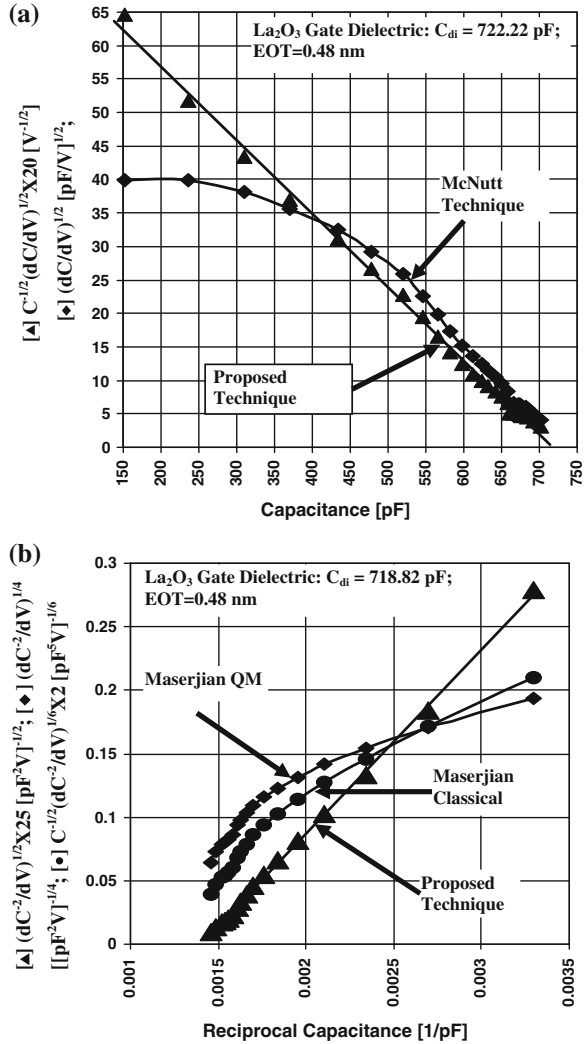 (a)
La₂O₃ Gate Dielectric: C_di = 722.22 pF;
EOT=0.48 nm
McNutt
Technique
Proposed
Technique
[▲] C^-1/2(dC/dV)^1/2X20 [V^-1/2]
[♦] (dC/dV)^1/2 [pF/V]^1/2;
65
60
55
50
45
40
35
30
25
20
15
10
5
0
150
200
250
300
350
400
450
500
550
600
650
700
750
Capacitance [pF]
(b)
La₂O₃ Gate Dielectric: C_di = 718.82 pF;
EOT=0.48 nm
Maserjian QM
Maserjian
Classical
Proposed
Technique
[▲] (dC^-2/dV)^1/2X25 [pF²V]^-1/2; [♦] (dC^-2/dV)^1/4
[[pF²V]^-1/4; [●] C^-1/2(dC^-2/dV)^1/6X2 [pF⁵V]^-1/6
0.3
0.25
0.2
0.15
0.1
0.05
0
0.001
0.0015
0.002
0.0025
0.003
0.0035
Reciprocal Capacitance [1/pF]